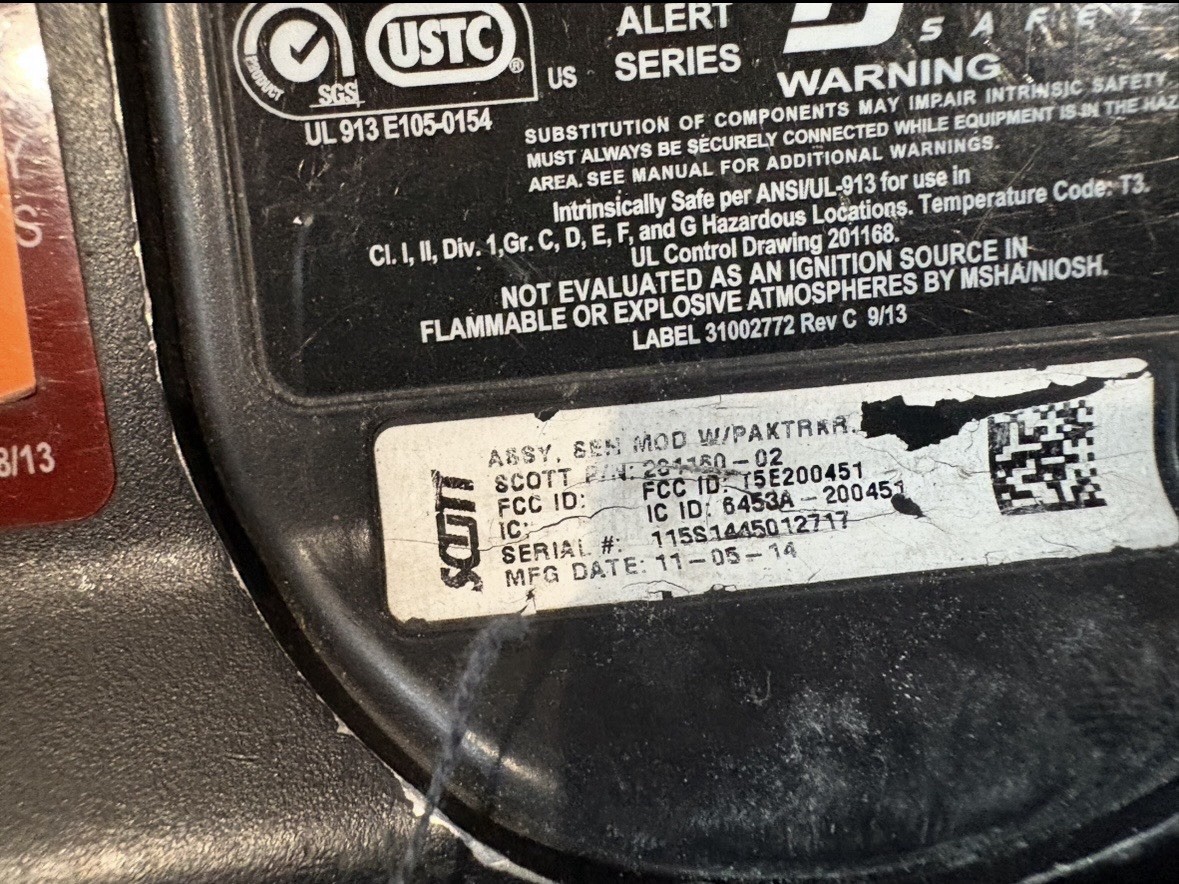 PRODUCT
SGS
USTC®
US
ALERT
SERIES
SAFET
UL 913 E105-0154
WARNING
SUBSTITUTION OF COMPONENTS MAY IMPAIR INTRINSIC SAFETY
MUST ALWAYS BE SECURELY CONNECTED WHILE EQUIPMENT IS IN THE HAZ
AREA. SEE MANUAL FOR ADDITIONAL WARNINGS.
Intrinsically Safe per ANSI/UL-913 for use in
Cl. I, II, Div. 1,Gr. C, D, E, F, and G Hazardous Locations. Temperature Code: T3.
UL Control Drawing 201168.
NOT EVALUATED AS AN IGNITION SOURCE IN
FLAMMABLE OR EXPLOSIVE ATMOSPHERES BY MSHA/NIOSH.
LABEL 31002772 Rev C 9/13
Y
S
8/13
SCOTT
ASSY, SEN MOD W/PAKTRKR
SCOTT P/N:
FCC ID: FCC ID: T5E200451
IC: IC ID: 6453A-200451
SERIAL #: 115S1445012717
MFG DATE: 11-05-14